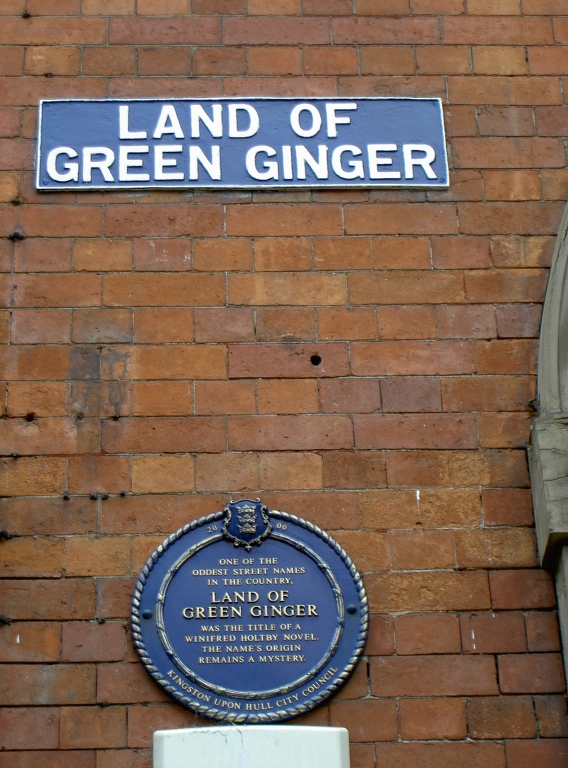 LAND OF
GREEN GINGER
20 00
ONE OF THE
ODDEST STREET NAMES
IN THE COUNTRY,
LAND OF
GREEN GINGER
WAS THE TITLE OF A
WINIFRED HOLTBY NOVEL.
THE NAME'S ORIGIN
REMAINS A MYSTERY.
KINGSTON UPON HULL CITY COUNCIL